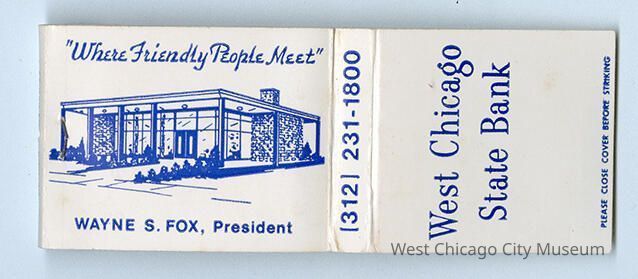 "Where Friendly People Meet"
WAYNE S. FOX, President
(312) 231-1800
West Chicago
State Bank
PLEASE CLOSE COVER BEFORE STRIKING
West Chicago City Museum